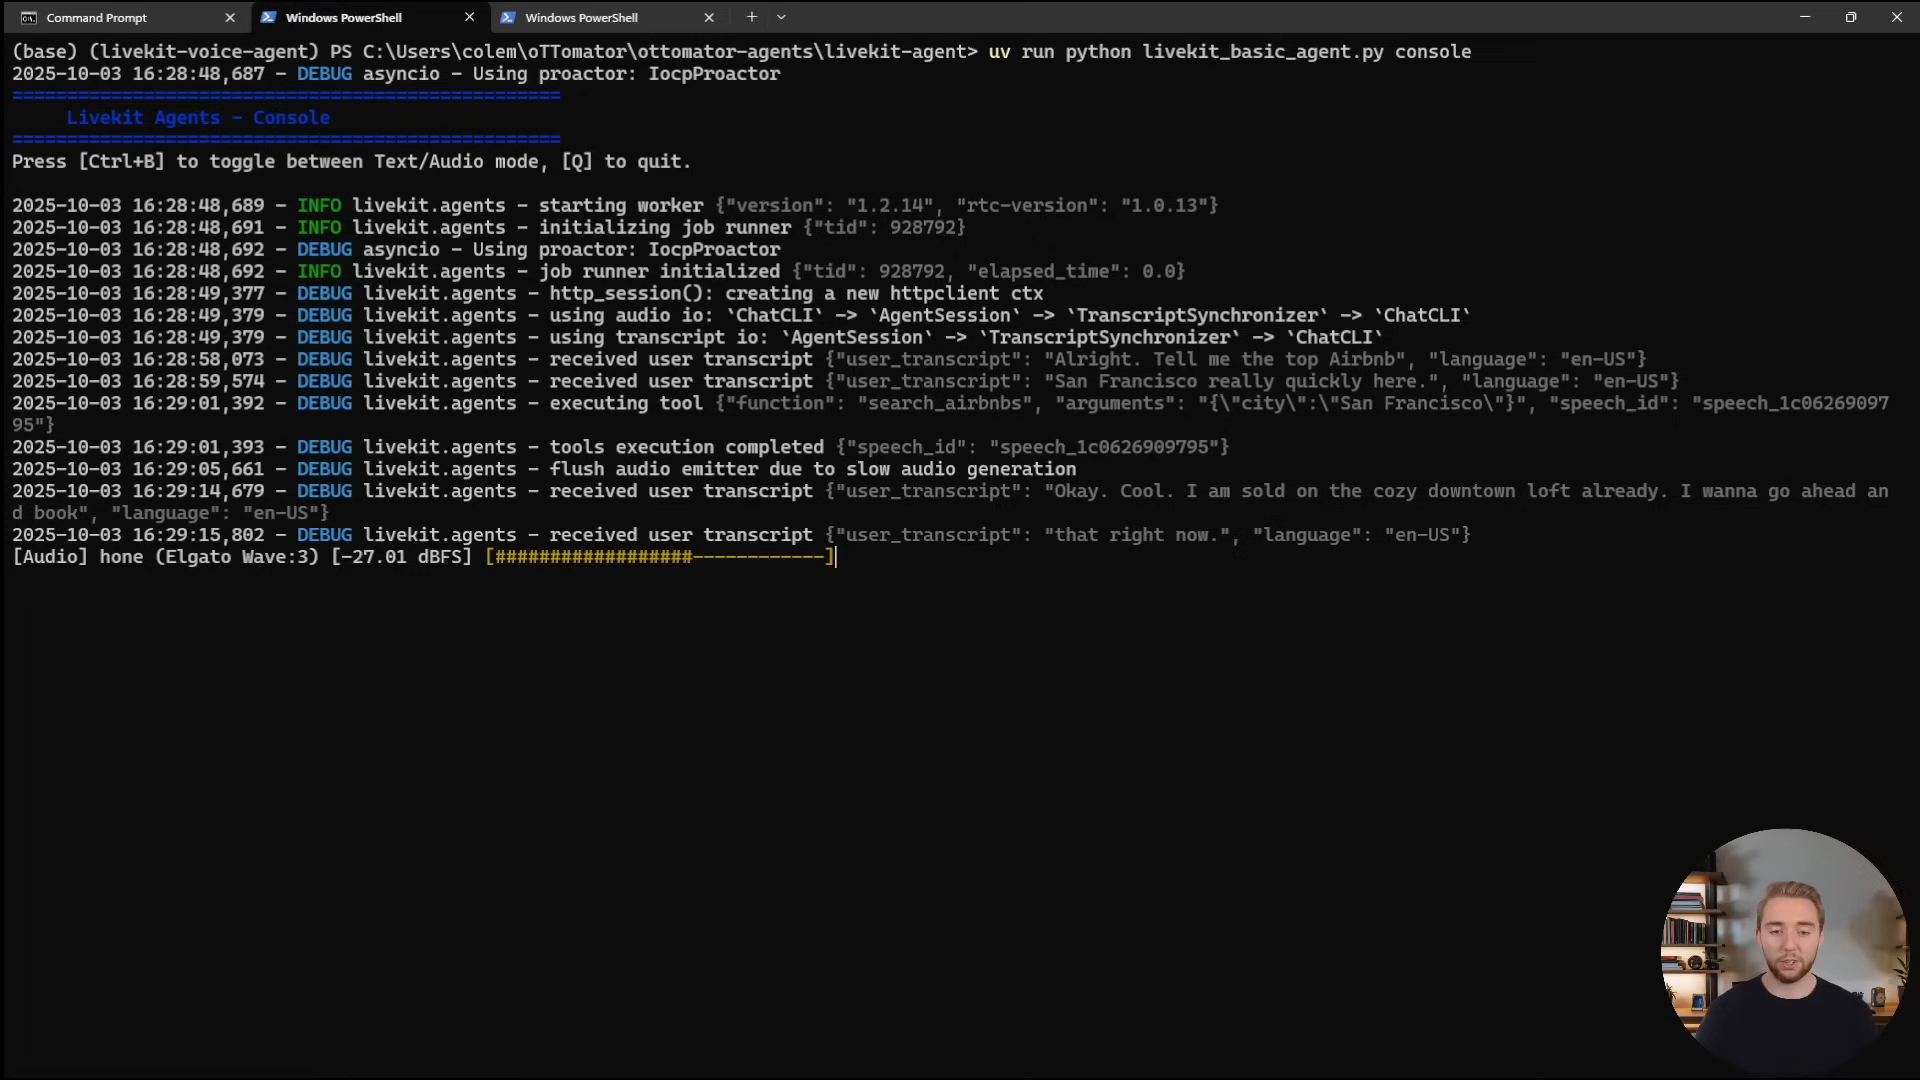 Command Prompt
Windows PowerShell
Windows PowerShell
(base) (livekit-voice-agent) PS C:\Users\colem\oTTomator\ottomator-agents\livekit-agent> uv run python livekit_basic_agent.py console
2025-10-03 16:28:48,687 - DEBUG asyncio - Using proactor: IocpProactor
==================================================
Livekit Agents - Console
==================================================
Press [Ctrl+B] to toggle between Text/Audio mode, [Q] to quit.
2025-10-03 16:28:48,689 - INFO livekit.agents - starting worker {"version": "1.2.14", "rtc-version": "1.0.13"}
2025-10-03 16:28:48,691 - INFO livekit.agents - initializing job runner {"tid": 928792}
2025-10-03 16:28:48,692 - DEBUG asyncio - Using proactor: IocpProactor
2025-10-03 16:28:48,692 - INFO livekit.agents - job runner initialized {"tid": 928792, "elapsed_time": 0.0}
2025-10-03 16:28:49,377 - DEBUG livekit.agents - http_session(): creating a new httpclient ctx
2025-10-03 16:28:49,379 - DEBUG livekit.agents - using audio io: `ChatCLI` -> `AgentSession` -> `TranscriptSynchronizer` -> `ChatCLI`
2025-10-03 16:28:49,379 - DEBUG livekit.agents - using transcript io: `AgentSession` -> `TranscriptSynchronizer` -> `ChatCLI`
2025-10-03 16:28:58,073 - DEBUG livekit.agents - received user transcript {"user_transcript": "Alright. Tell me the top Airbnb", "language": "en-US"}
2025-10-03 16:28:59,574 - DEBUG livekit.agents - received user transcript {"user_transcript": "San Francisco really quickly here.", "language": "en-US"}
2025-10-03 16:29:01,392 - DEBUG livekit.agents - executing tool {"function": "search_airbnbs", "arguments": "{\"city\":\"San Francisco\"}", "speech_id": "speech_1c06269097
95"}
2025-10-03 16:29:01,393 - DEBUG livekit.agents - tools execution completed {"speech_id": "speech_1c0626909795"}
2025-10-03 16:29:05,661 - DEBUG livekit.agents - flush audio emitter due to slow audio generation
2025-10-03 16:29:14,679 - DEBUG livekit.agents - received user transcript {"user_transcript": "Okay. Cool. I am sold on the cozy downtown loft already. I wanna go ahead an
d book", "language": "en-US"}
2025-10-03 16:29:15,802 - DEBUG livekit.agents - received user transcript {"user_transcript": "that right now.", "language": "en-US"}
[Audio] hone (Elgato Wave:3) [-27.01 dBFS] [##################------------]